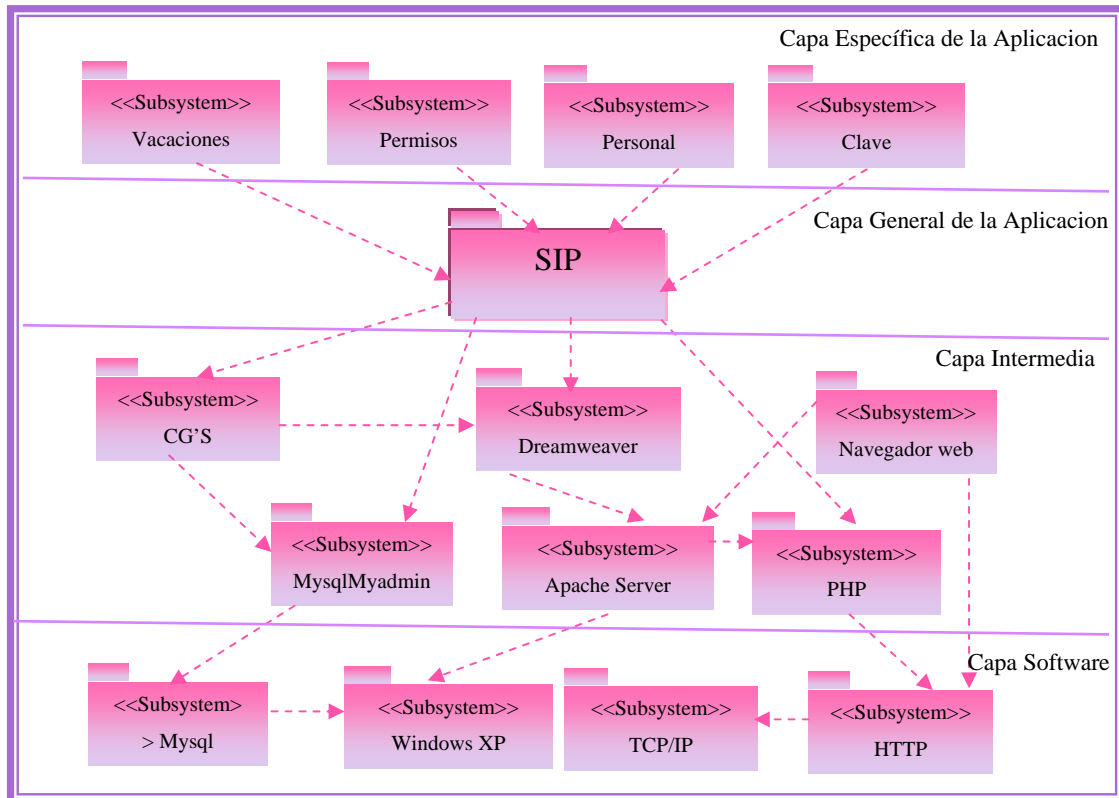 Capa Específica de la Aplicacion
<<Subsystem>>
Vacaciones
<<Subsystem>>
Permisos
<<Subsystem>>
Personal
<<Subsystem>>
Clave
Capa General de la Aplicacion
SIP
Capa Intermedia
<<Subsystem>>
CG’S
<<Subsystem>>
Dreamweaver
<<Subsystem>>
Navegador web
<<Subsystem>>
MysqlMyadmin
<<Subsystem>>
Apache Server
<<Subsystem>>
PHP
Capa Software
<<Subsystem>
> Mysql
<<Subsystem>>
Windows XP
<<Subsystem>>
TCP/IP
<<Subsystem>>
HTTP